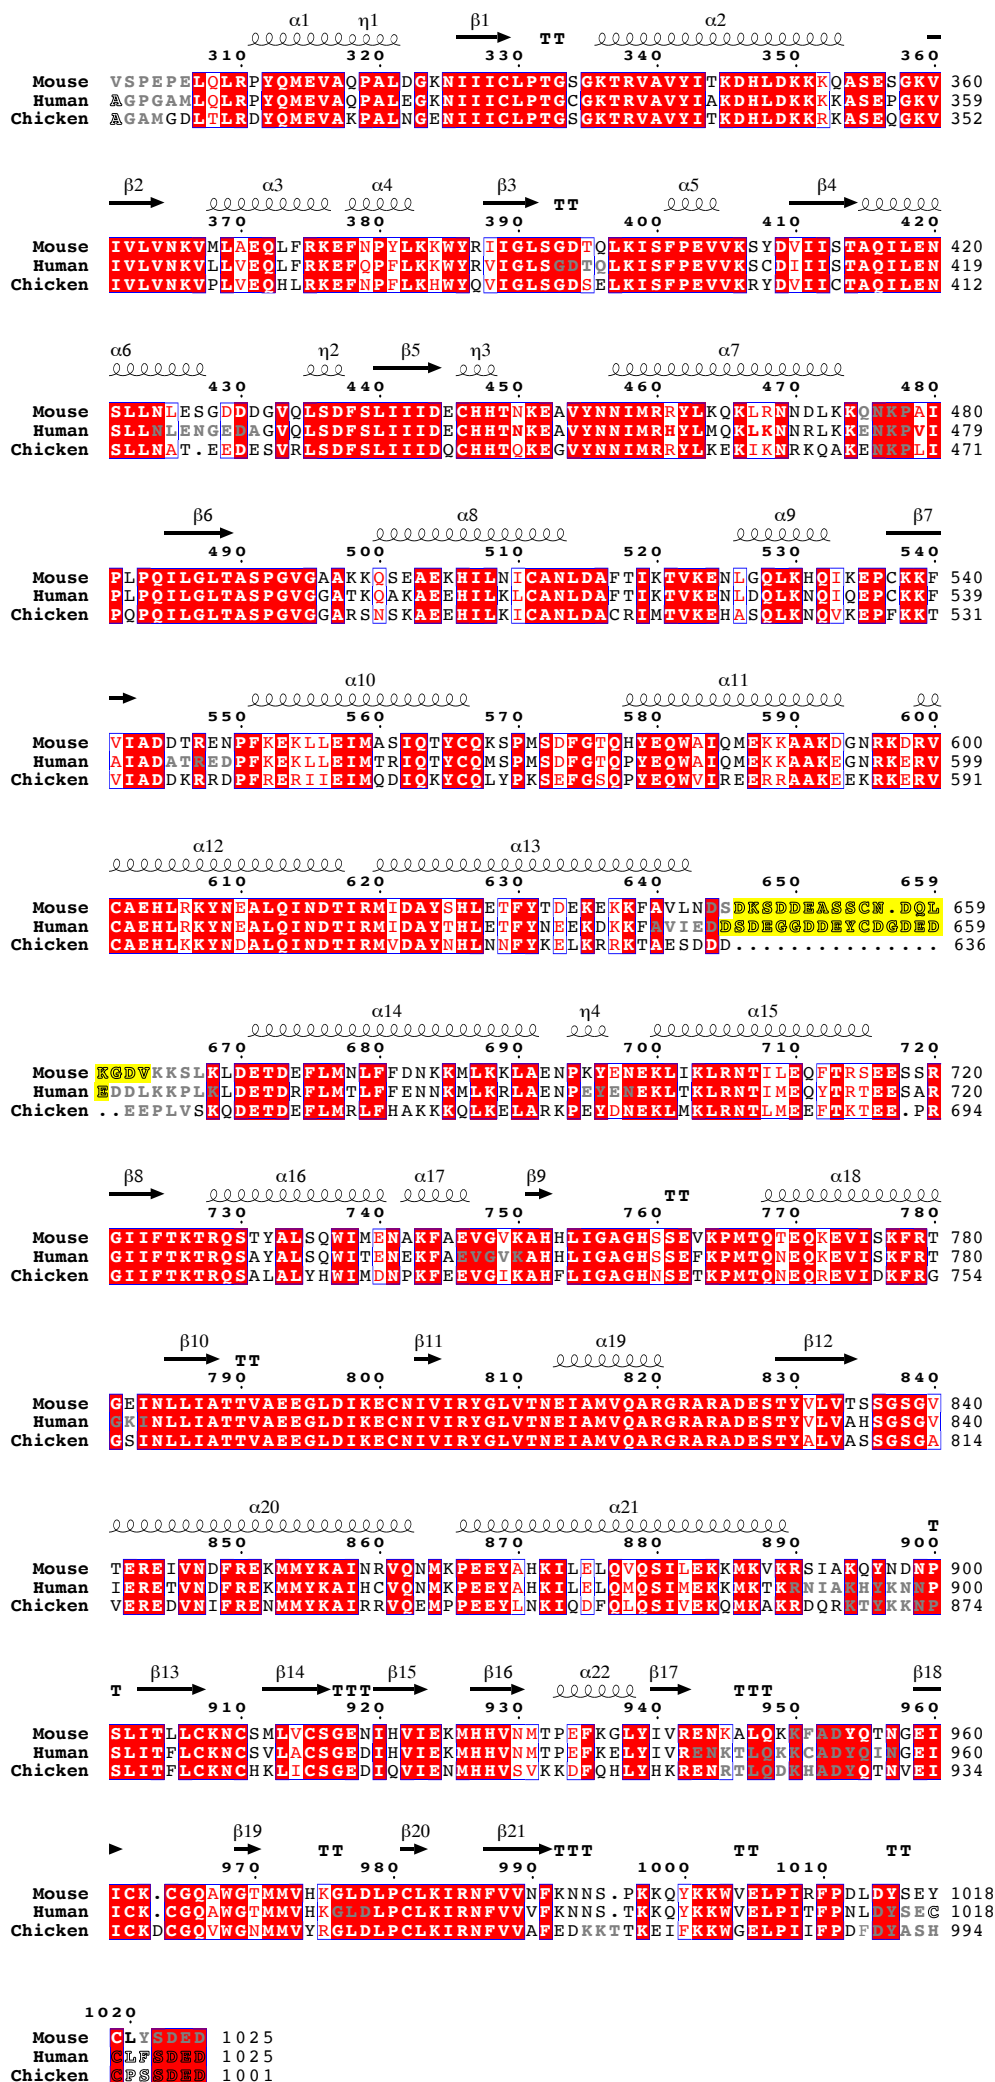 α1 η1 β1 TT α2
310 320 330 340 350 360
Mouse VSPEPELQLRPYQMEVAQPALDGKNIIICLPTGSGKTRVAVYITKDHLDKKKQASESGKV 360
Human AGPGAMLQLRPYQMEVAQPALEGKNIIICLPTGCGKTRVAVYIAKDHLDKKKKASEPGKV 359
Chicken AGAMGDLTLRDYQMEVAKPALNGENIIICLPTGSGKTRVAVYITKDHLDKKRKASEQGKV 352
β2 α3 α4 β3 TT α5 β4
370 380 390 400 410 420
Mouse IVLVNKVMLAEQLFRKEFNPYLKKWYRIIGLSGDTQLKISFPEVVKSYDVIISTAQILEN 420
Human IVLVNKVLLVEQLFRKEFQPFLKKWYRVIGLSGDTQLKISFPEVVKSCDIIISTAQILEN 419
Chicken IVLVNKVPLVEQHLRKEFNPFLKHWYQVIGLSGDSELKISFPEVVKRYDVIICTAQILEN 412
α6 η2 β5 η3 α7
430 440 450 460 470 480
Mouse SLLNLESGDDDGVQLSDFSLIIIDECHHTNKEAVYNNIMRRYLKQKLRNNDLKKQNKPAI 480
Human SLLNLENGEDAGVQLSDFSLIIIDECHHTNKEAVYNNIMRHYLMQKLKNNRLKKENKPVI 479
Chicken SLLNAT.EEDESVRLSDFSLIIIDQCHHTQKEGVYNNIMRRYLKEKIKNRKQAKENKPLI 471
β6 α8 α9 β7
490 500 510 520 530 540
Mouse PLPQILGLTASPGVGAAKKQSEAEKHILNICANLDAFTIKTVKENLGQLKHQIKEPCKKF 540
Human PLPQILGLTASPGVGGATKQAKAEEHILKLCANLDAFTIKTVKENLDQLKNQIQEPCKKF 539
Chicken PQPQILGLTASPGVGGARSNSKAEEHILKICANLDACRIMTVKEHASQLKNQVKEPFKKT 531
α10 α11
550 560 570 580 590 600
Mouse VIADDTRENPFKEKLLEIMASIQTYCQKSPMSDFGTQHYEQWAIQMEKKAAKDGNRKDRV 600
Human AIADATREDPFKEKLLEIMTRIQTYCQMSPMSDFGTQPYEQWAIQMEKKAAKEGNRKERV 599
Chicken VIADDKRRDPFRERIIEIMQDIQKYCQLYPKSEFGSQPYEQWVIREERRAAKEEKRKERV 591
α12 α13
610 620 630 640 650 659
Mouse CAEHLRKYNEALQINDTIRMIDAYSHLETFYTDEKEKKFAVLNDSDKSDDEASSCN.DQL 659
Human CAEHLRKYNEALQINDTIRMIDAYTHLETFYNEEKDKKFAVIEDDSDEGGDDEYCDGDED 659
Chicken CAEHLKKYNDALQINDTIRMVDAYNHLNNFYKELKRRKTAESDDD............... 636
α14 η4 α15
670 680 690 700 710 720
Mouse KGDVKKSLKLDETDEFLMNLFFDNKKMLKKLAENPKYENEKLIKLRNTILEQFTRSEESSR 720
Human EDDLKKPLKLDETDRFLMTLFFENNKMLKRLAENPEYENEKLTKLRNTIMEQYTRTEESAR 720
Chicken ..EEPLVSKQDETDEFLMRLFHAKKKQLKELARKPEYDNEKLMKLRNTLMEEFTKTEE.PR 694
β8 α16 α17 β9 TT α18
730 740 750 760 770 780
Mouse GIIFTKTRQSTYALSQWIMENAKFAEVGVKAHHLIGAGHSSEVKPMTQTEQKEVISKFRT 780
Human GIIFTKTRQSAYALSQWITENEKFAEVGVKAHHLIGAGHSSEFKPMTQNEQKEVISKFRT 780
Chicken GIIFTKTRQSALALYHWIMDNPKFEEVGIKAHFLIGAGHNSETKPMTQNEQREVIDKFRG 754
β10 TT β11 α19 β12
790 800 810 820 830 840
Mouse GEINLLIATTVAEEGLDIKECNIVIRYGLVTNEIAMVQARGRARADESTYVLVTSSGSGV 840
Human GKINLLIATTVAEEGLDIKECNIVIRYGLVTNEIAMVQARGRARADESTYVLVAHSGSGV 840
Chicken GSINLLIATTVAEEGLDIKECNIVIRYGLVTNEIAMVQARGRARADESTYALVASSGSGA 814
α20 α21 T
850 860 870 880 890 900
Mouse TEREIVNDFREKMMYKAINRVQNMKPEEYAHKILELQVQSILEKKMKVKRSIAKQYNDNP 900
Human IERETVNDFREKMMYKAIHCVQNMKPEEYAHKILELQMQSIMEKKMKTKRNIAKHYKNNP 900
Chicken VEREDVNIFRENMMYKAIRRVQEMPPEEYLNKIQDFQLQSIVEKQMKAKRDQRKTYKKNP 874
T β13 β14 TTT β15 β16 α22 β17 TTT β18
910 920 930 940 950 960
Mouse SLITLLCKNCSMLVCSGENIHVIEKMHHVNMTPEFKGLYIVRENKALQKKFADYQTNGEI 960
Human SLITFLCKNCSVLACSGEDIHVIEKMHHVNMTPEFKELYIVRENKTLQKKCADYQINGEI 960
Chicken SLITFLCKNCHKLICSGEDIQVIENMHHVSVKKDFQHLYHKRENRTLQDKHADYQTNVEI 934
β19 TT β20 β21 TTT TT TT
970 980 990 1000 1010
Mouse ICK.CGQAWGTMMVHKGLDLPCLKIRNFVVNFKNNS.PKKQYKKWVELPIRFPDLDYSEY 1018
Human ICK.CGQAWGTMMVHKGLDLPCLKIRNFVVVFKNNS.TKKQYKKWVELPITFPNLDYSEC 1018
Chicken ICKDCGQVWGNMMVYRGLDLPCLKIRNFVVAFEDKKTTKEIFKKWGELPIIFPDFDYASH 994
1020
Mouse CLYSDED 1025
Human CLFSDED 1025
Chicken CPSSDED 1001